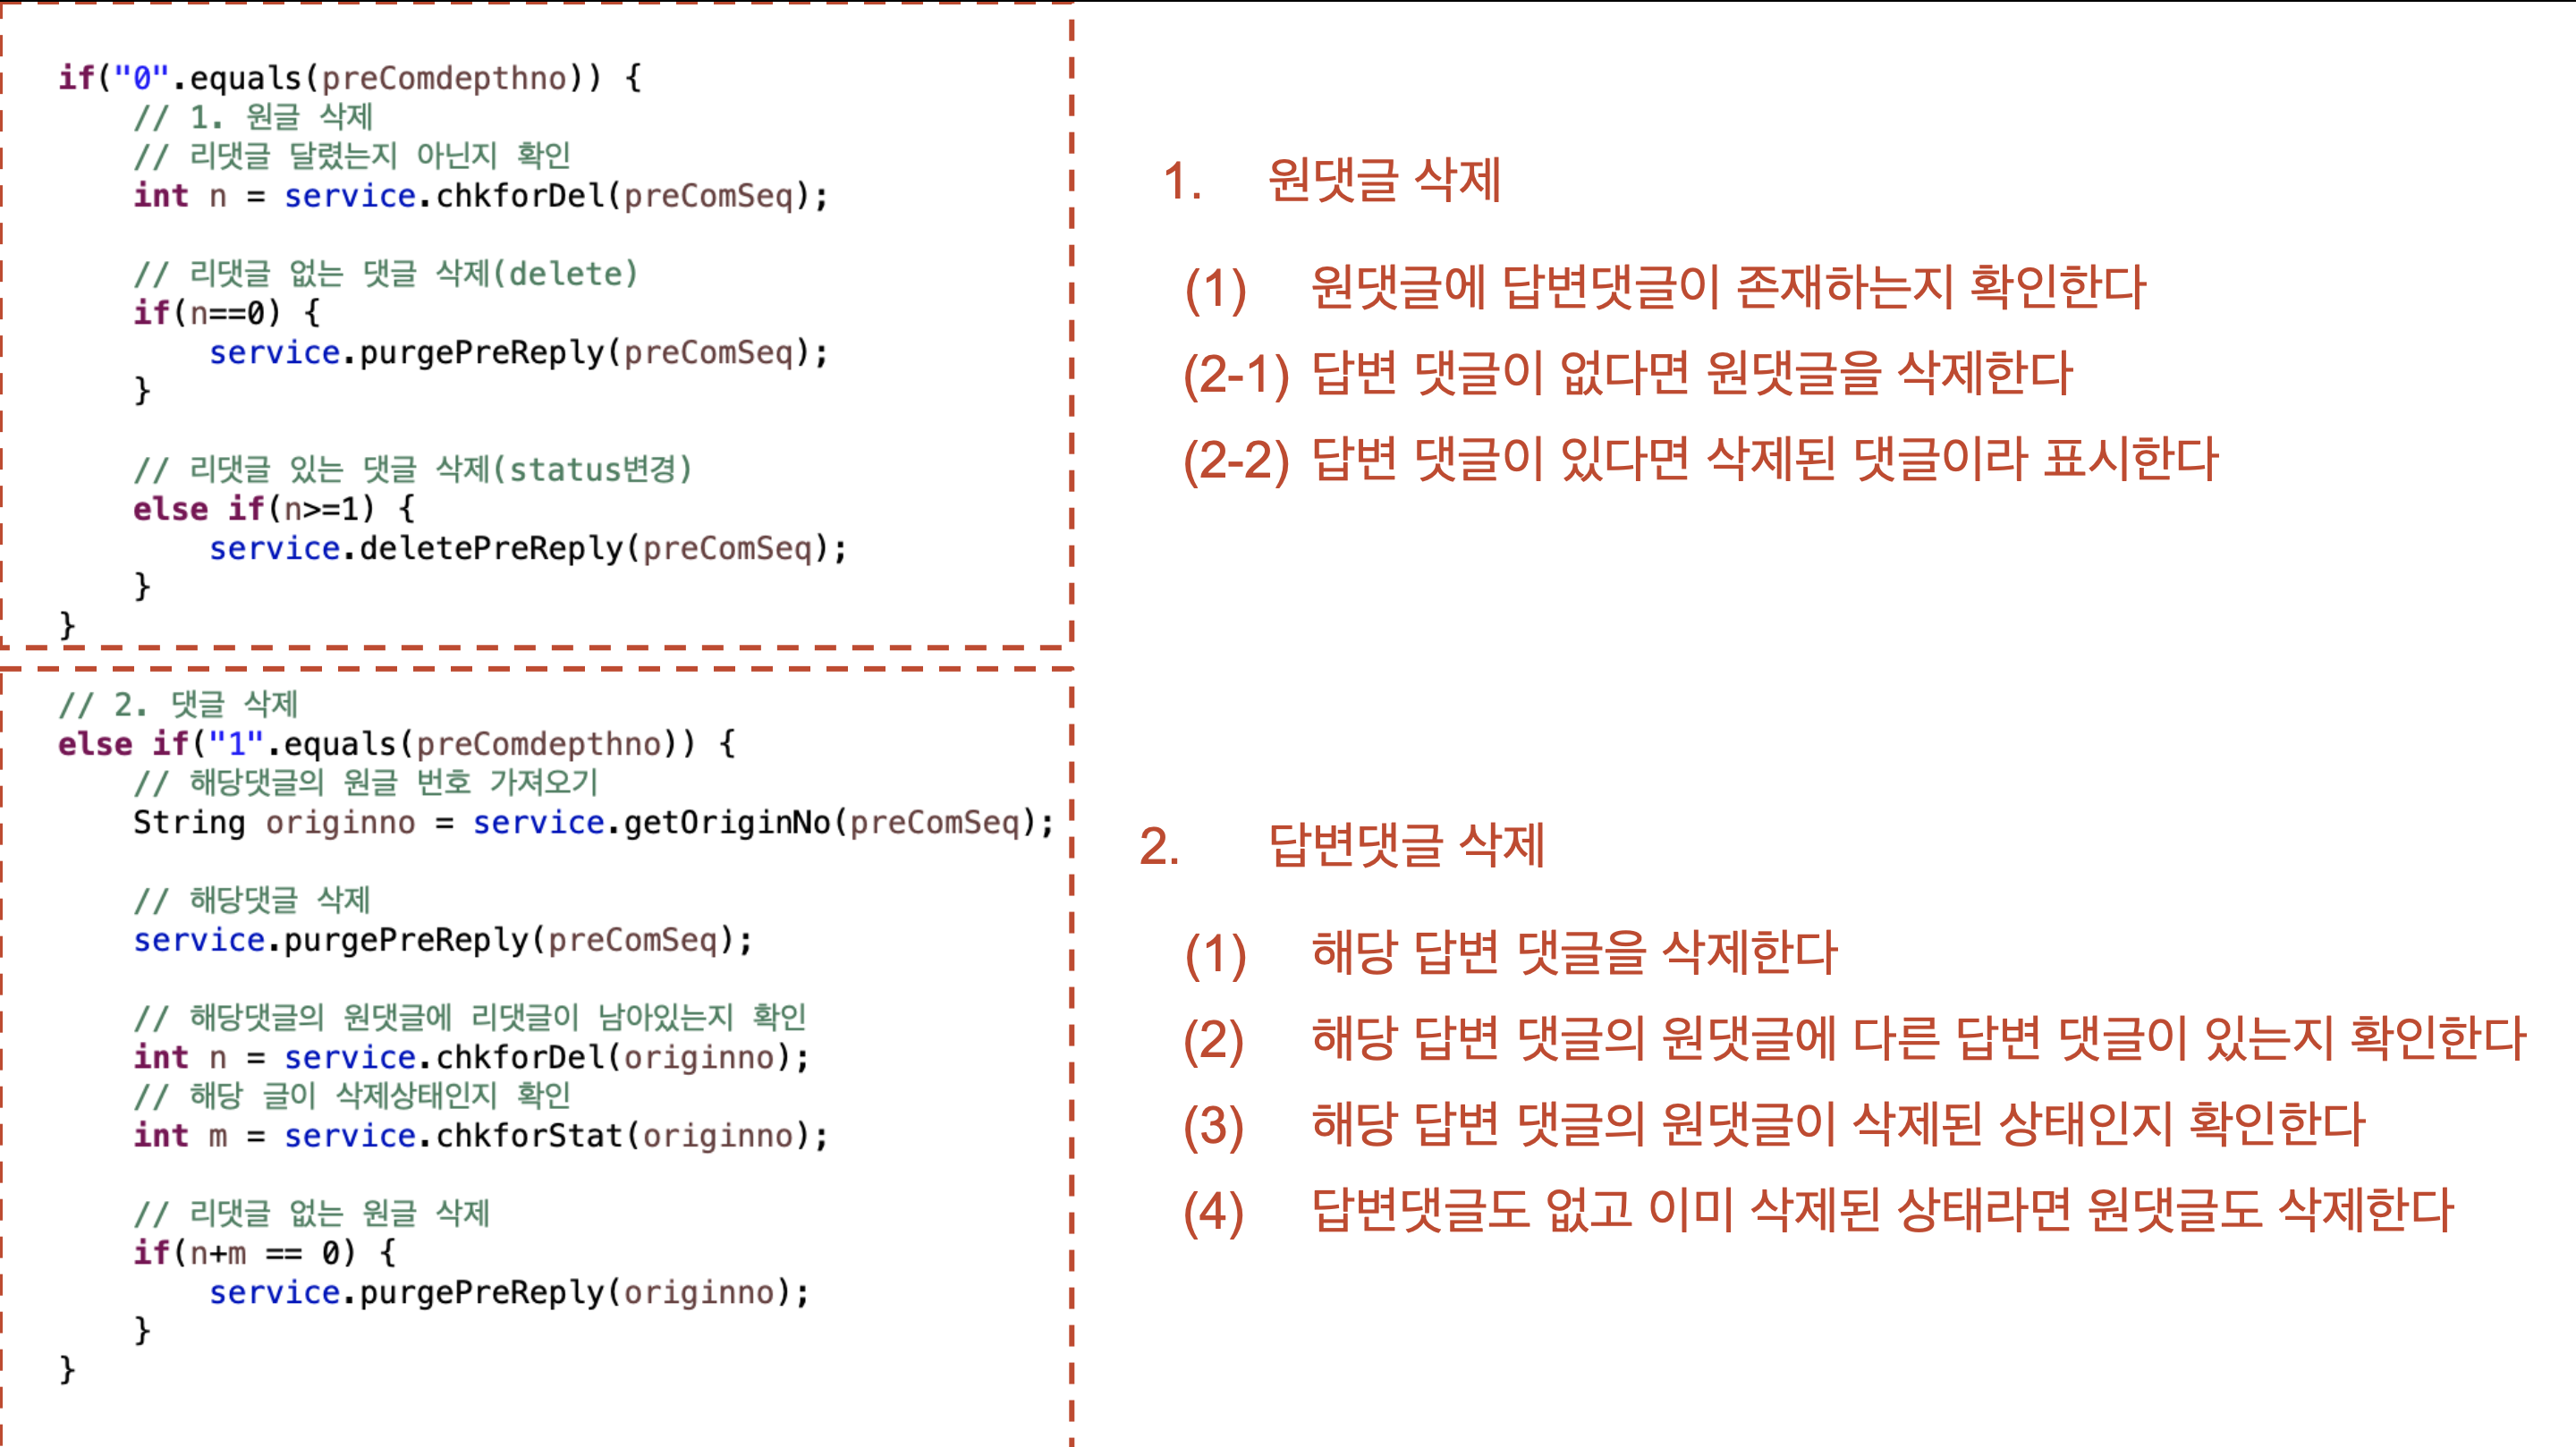 if("0".equals(preComdepthno)) {
// 1. 원글 삭제
// 리댓글 달렸는지 아닌지 확인
int n = service.chkforDel(preComSeq);
// 리댓글 없는 댓글 삭제(delete)
if(n==0) {
service.purgePreReply(preComSeq);
}
// 리댓글 있는 댓글 삭제(status변경)
else if(n>=1) {
service.deletePreReply(preComSeq);
}
}
1. 원댓글 삭제
(1) 원댓글에 답변댓글이 존재하는지 확인한다
(2-1) 답변 댓글이 없다면 원댓글을 삭제한다
(2-2) 답변 댓글이 있다면 삭제된 댓글이라 표시한다
// 2. 댓글 삭제
else if("1".equals(preComdepthno)) {
// 해당댓글의 원글 번호 가져오기
String originno = service.getOriginNo(preComSeq);
// 해당댓글 삭제
service.purgePreReply(preComSeq);
// 해당댓글의 원댓글에 리댓글이 남아있는지 확인
int n = service.chkforDel(originno);
// 해당 글이 삭제상태인지 확인
int m = service.chkforStat(originno);
// 리댓글 없는 원글 삭제
if(n+m == 0) {
service.purgePreReply(originno);
}
}
2. 답변댓글 삭제
(1) 해당 답변 댓글을 삭제한다
(2) 해당 답변 댓글의 원댓글에 다른 답변 댓글이 있는지 확인한다
(3) 해당 답변 댓글의 원댓글이 삭제된 상태인지 확인한다
(4) 답변댓글도 없고 이미 삭제된 상태라면 원댓글도 삭제한다